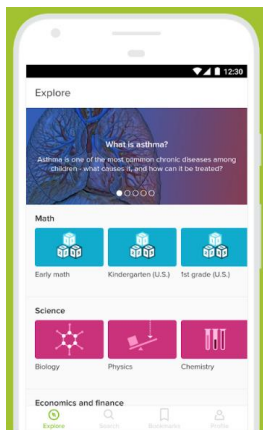 12:30
Explore
What is asthma?
Asthma is one of the most common chronic diseases among
children - what causes it, and how can it be treated?
Math
Early math
Kindergarten (U.S.)
1st grade (U.S.)
Science
Biology
Physics
Chemistry
Economics and finance
Explore
Search
Bookmarks
Profile